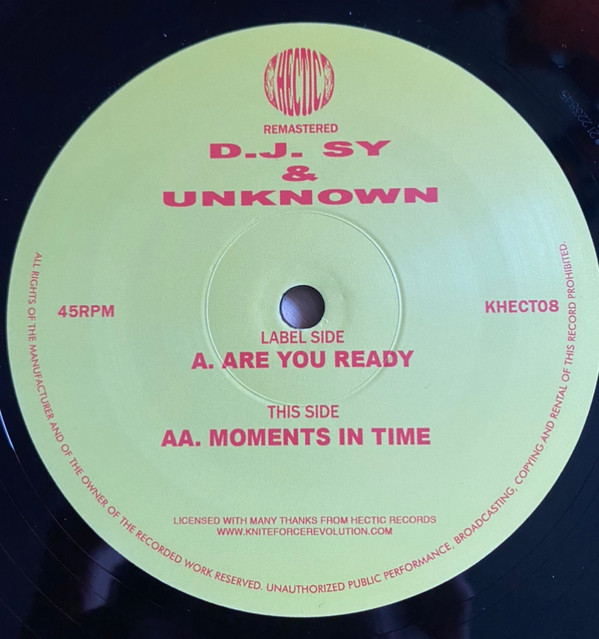 HECTIC
REMASTERED
D.J. SY
&
UNKNOWN
45RPM
KHECT08
LABEL SIDE
A. ARE YOU READY
THIS SIDE
AA. MOMENTS IN TIME
LICENSED WITH MANY THANKS FROM HECTIC RECORDS
WWW.KNITEFORCEREVOLUTION.COM
ALL RIGHTS OF THE MANUFACTURER AND OF THE OWNER OF THE RECORDED WORK RESERVED. UNAUTHORIZED PUBLIC PERFORMANCE, BROADCASTING, COPYING AND RENTAL OF THIS RECORD PROHIBITED.